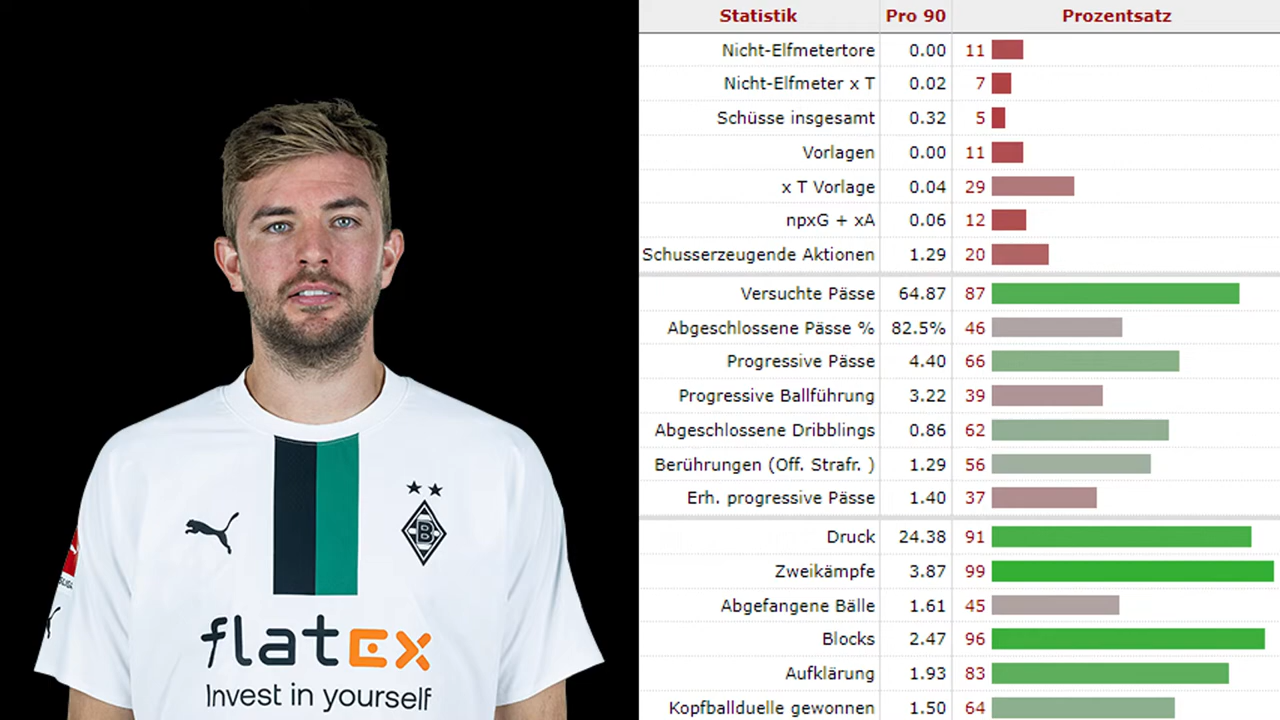 Statistik Pro 90 Prozentsatz
Nicht-Elfmetertore 0.00 11
Nicht-Elfmeter x T 0.02 7
Schüsse insgesamt 0.32 5
Vorlagen 0.00 11
x T Vorlage 0.04 29
npxG + xA 0.06 12
Schusserzeugende Aktionen 1.29 20
Versuchte Pässe 64.87 87
Abgeschlossene Pässe % 82.5% 46
Progressive Pässe 4.40 66
Progressive Ballführung 3.22 39
Abgeschlossene Dribblings 0.86 62
Berührungen (Off. Strafr. ) 1.29 56
Erh. progressive Pässe 1.40 37
Druck 24.38 91
Zweikämpfe 3.87 99
Abgefangene Bälle 1.61 45
Blocks 2.47 96
Aufklärung 1.93 83
Kopfballduelle gewonnen 1.50 64
B
flatex
Invest in yourself